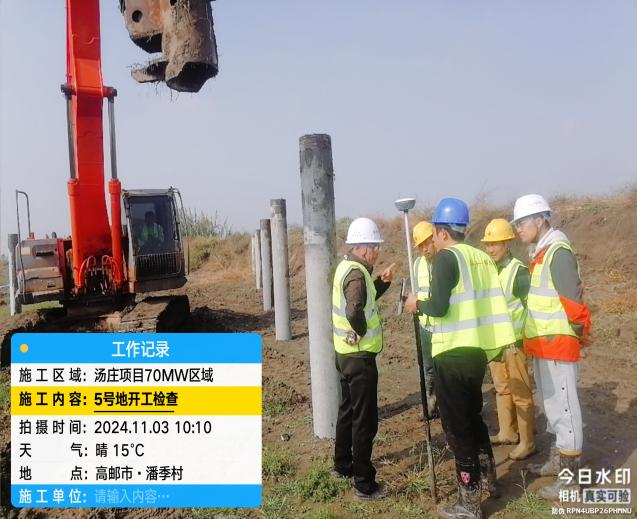 工作记录
施工区域：汤庄项目70MW区域
施工内容：5号地开工检查
拍摄时间：2024.11.03 10:10
天 气：晴 15℃
地 点：高邮市·潘季村
施工单位：请输入内容···
今日水印
相机 真实可验
防伪 RPN4UBP26PHMNU